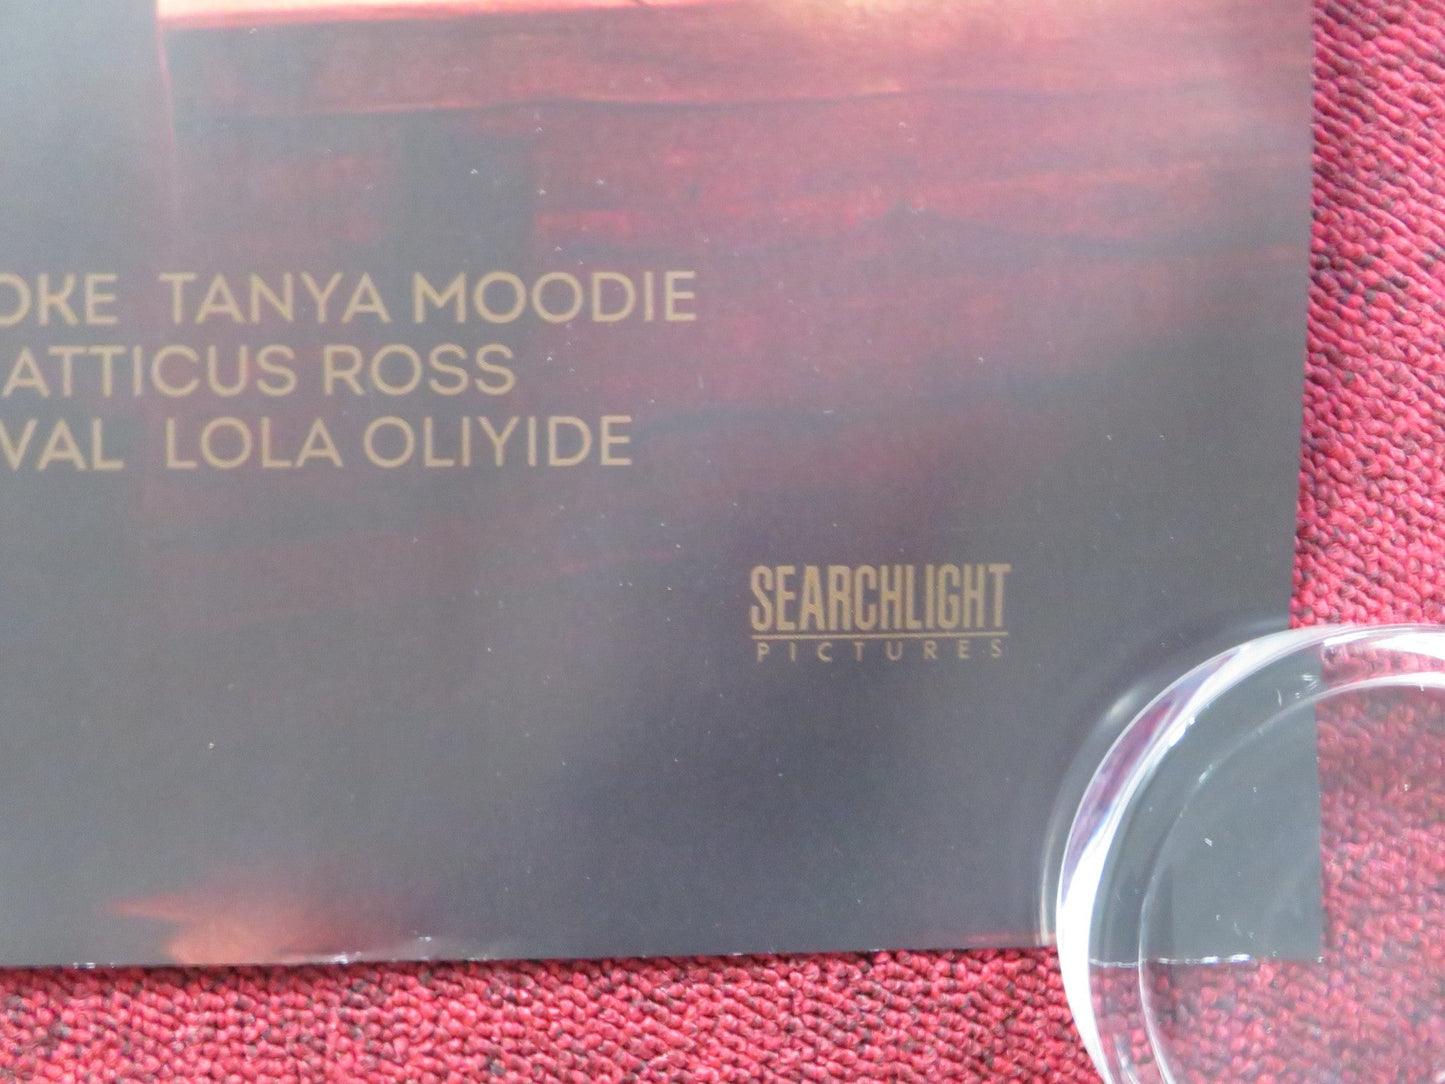 OKE TANYA MOODIE
ATTICUS ROSS
VAL LOLA OLIYIDE
SEARCHLIGHT
PICTURES